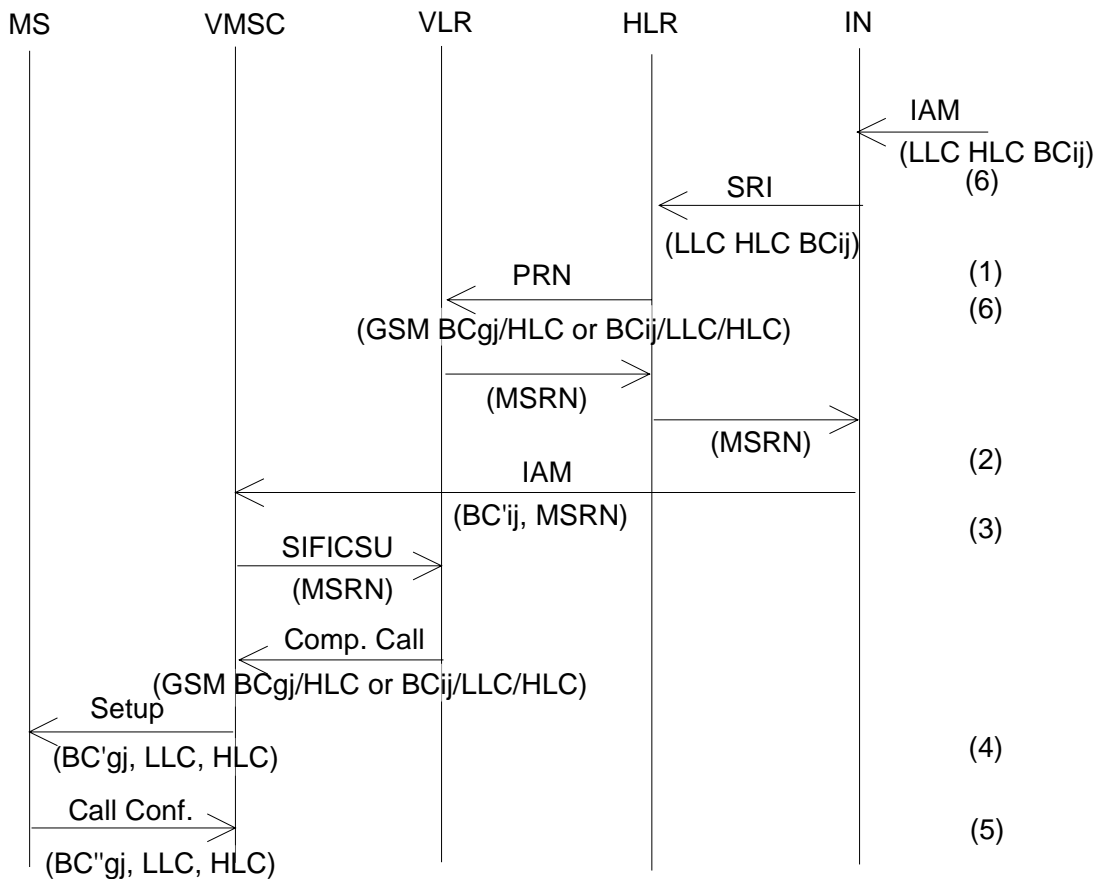 MS VMSC VLR HLR IN
IAM
(LLC HLC BCij)
(6)
SRI
(LLC HLC BCij)
(1)
PRN
(6)
(GSM BCgj/HLC or BCij/LLC/HLC)
(MSRN)
(MSRN)
(2)
IAM
(BC'ij, MSRN)
(3)
SIFICSU
(MSRN)
Comp. Call
(GSM BCgj/HLC or BCij/LLC/HLC)
Setup
(BC'gj, LLC, HLC)
(4)
Call Conf.
(5)
(BC"gj, LLC, HLC)